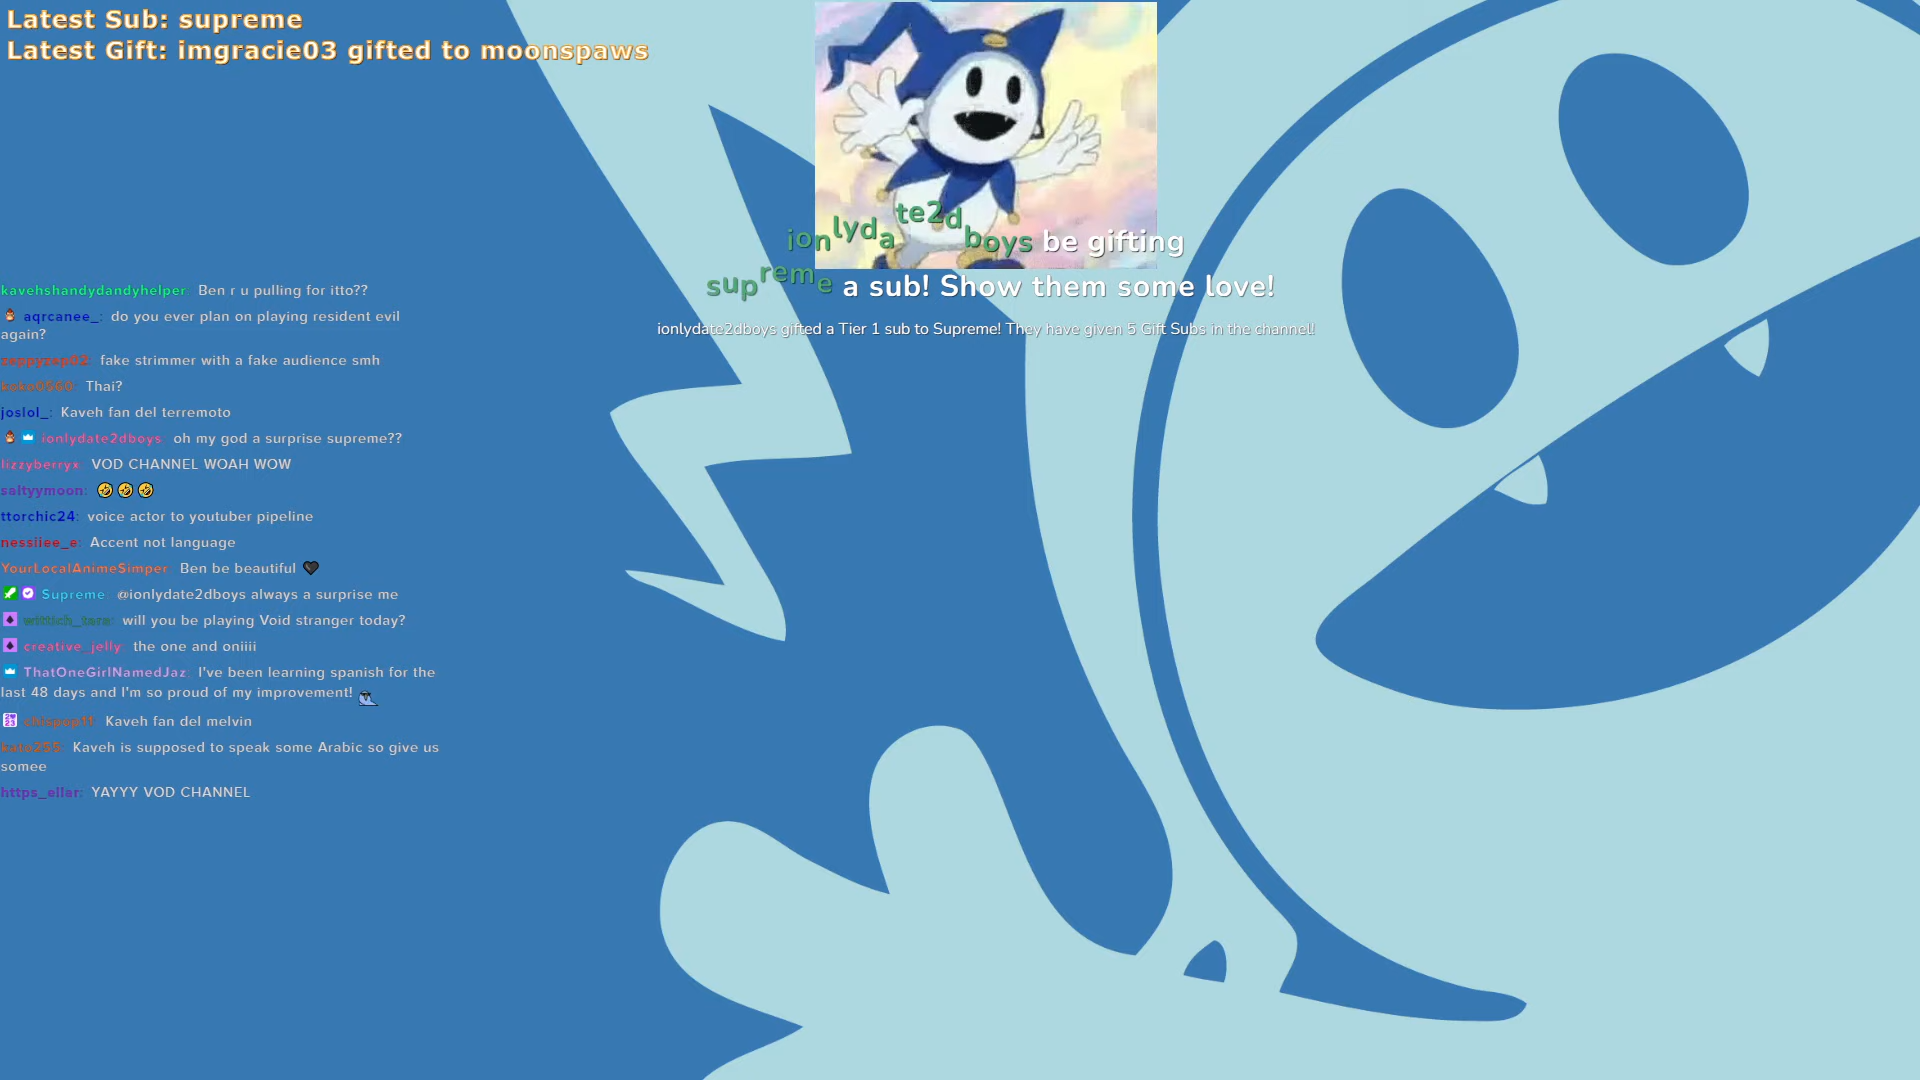 Latest Sub: supreme
Latest Gift: imgracie03 gifted to moonspaws
ionlydate2dboys be gifting
supreme a sub! Show them some love!
ionlydate2dboys gifted a Tier 1 sub to Supreme! They have given 5 Gift Subs in the channel!
kavehshandydandyhelper: Ben r u pulling for itto??
aqrcanee_: do you ever plan on playing resident evil
again?
zappyzap02: fake strimmer with a fake audience smh
Thai?
joslol_: Kaveh fan del terremoto
ionlydate2dboys: oh my god a surprise supreme??
lizzyberryx: VOD CHANNEL WOAH WOW
saltyymoon: 🤣🤣🤣
ttorchic24: voice actor to youtuber pipeline
nessiiee_e: Accent not language
YourLocalAnimeSimper: Ben be beautiful 🖤
Supreme: @ionlydate2dboys always a surprise me
will you be playing Void stranger today?
creative_jelly: the one and oniiii
ThatOneGirlNamedJaz: I've been learning spanish for the
last 48 days and I'm so proud of my improvement!
Kaveh fan del melvin
Kaveh is supposed to speak some Arabic so give us
somee
https_ellar: YAYYY VOD CHANNEL